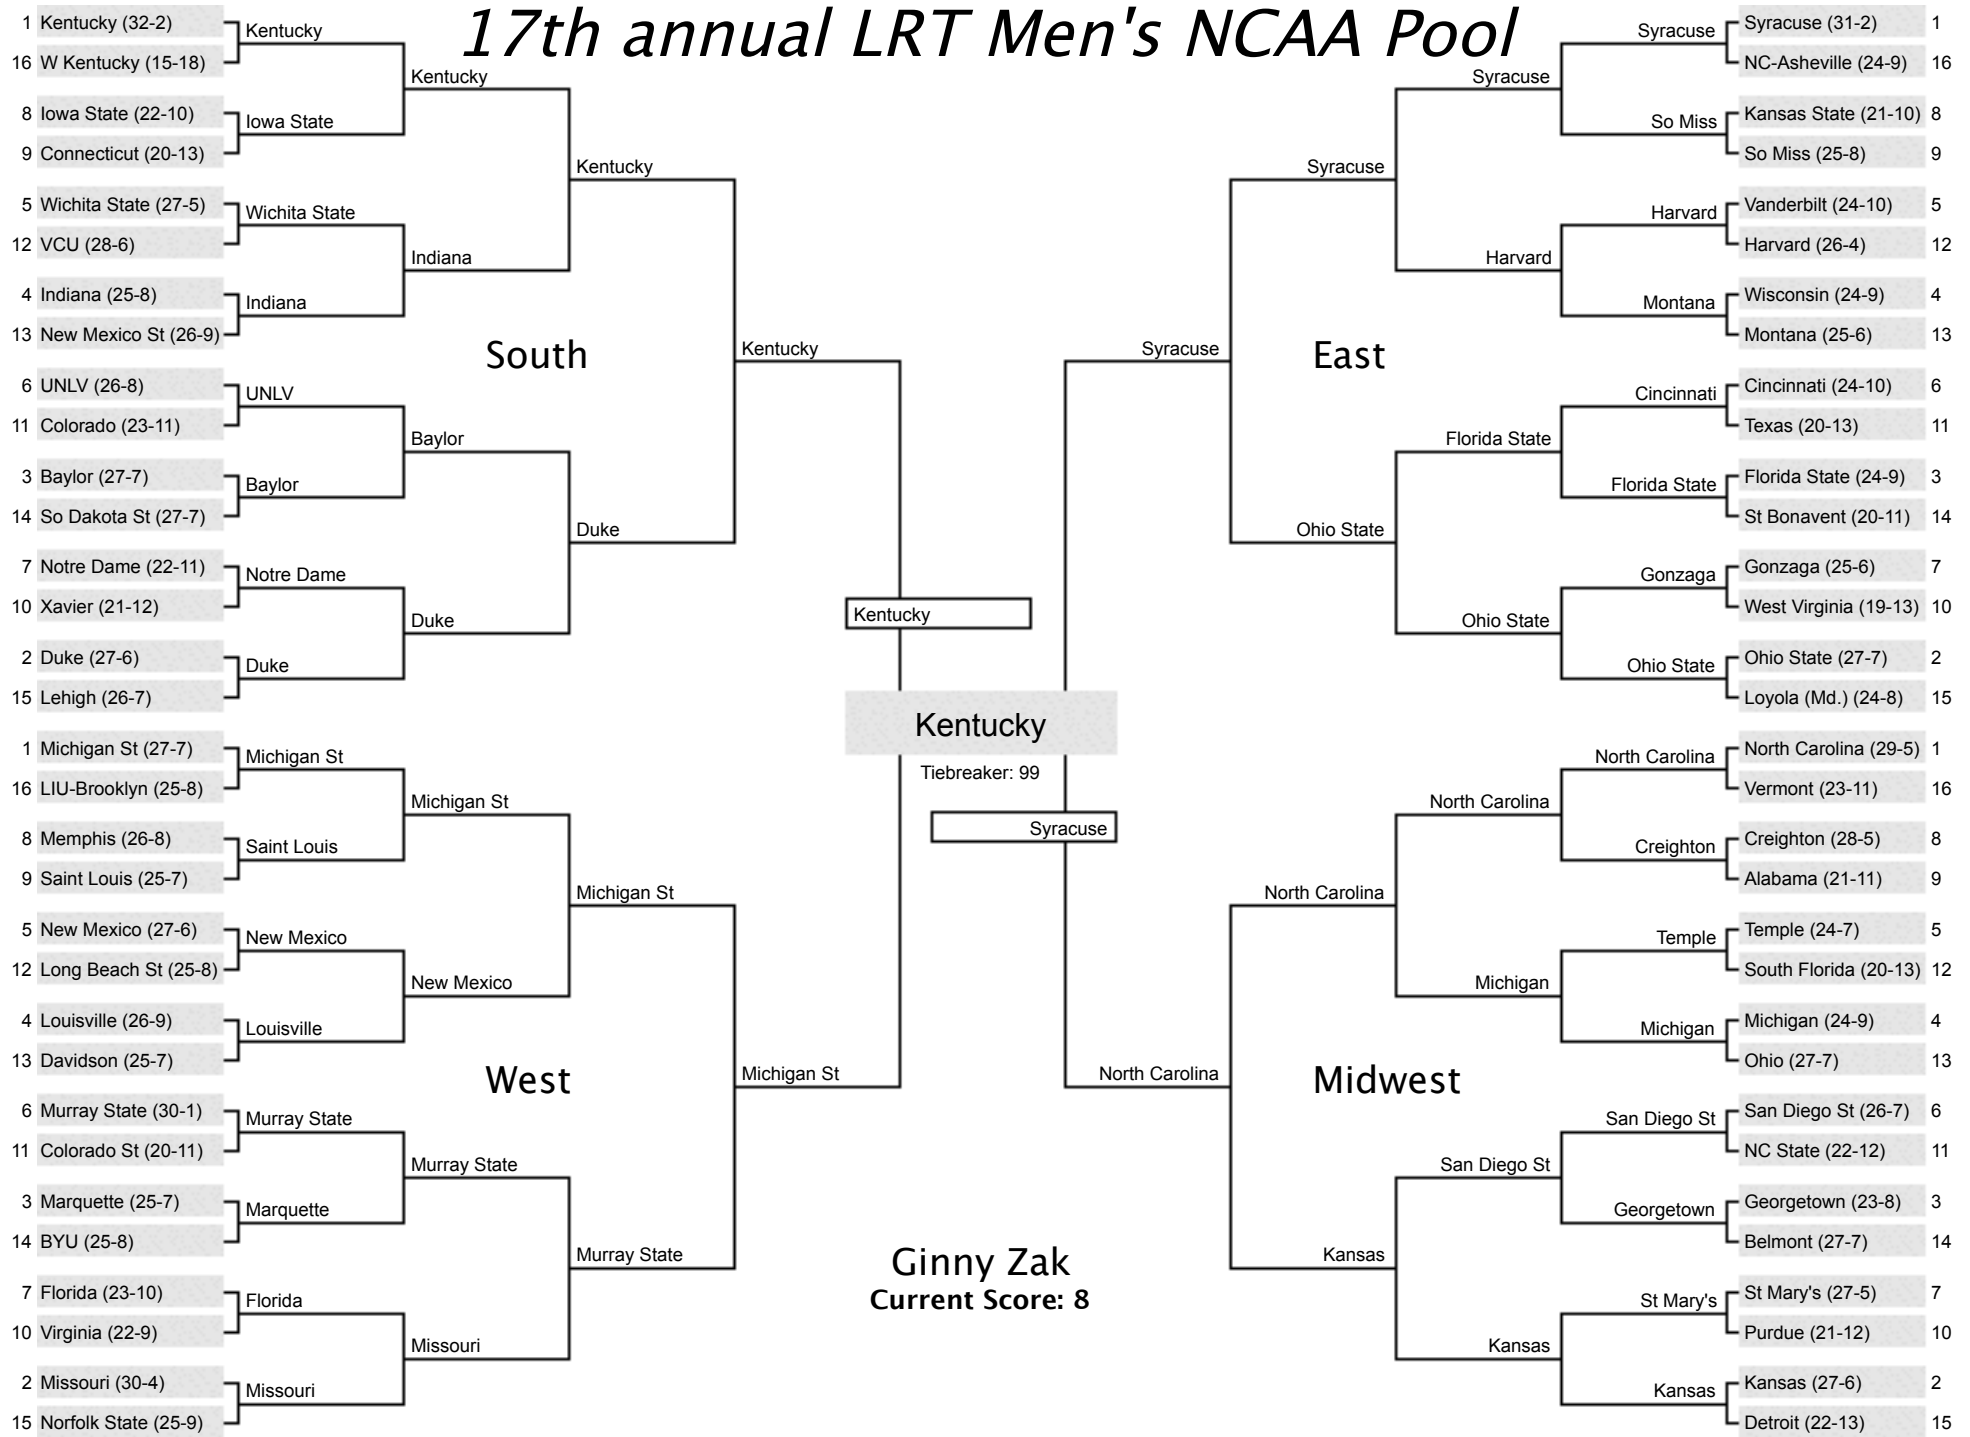 17th annual LRT Men's NCAA Pool
1 Kentucky (32-2)
16 W Kentucky (15-18)
8 Iowa State (22-10)
9 Connecticut (20-13)
5 Wichita State (27-5)
12 VCU (28-6)
4 Indiana (25-8)
13 New Mexico St (26-9)
6 UNLV (26-8)
11 Colorado (23-11)
3 Baylor (27-7)
14 So Dakota St (27-7)
7 Notre Dame (22-11)
10 Xavier (21-12)
2 Duke (27-6)
15 Lehigh (26-7)
Kentucky
Iowa State
Wichita State
Indiana
UNLV
Baylor
Notre Dame
Duke
Kentucky
Indiana
Baylor
Duke
Kentucky
Duke
South
Kentucky
1 Michigan St (27-7)
16 LIU-Brooklyn (25-8)
8 Memphis (26-8)
9 Saint Louis (25-7)
5 New Mexico (27-6)
12 Long Beach St (25-8)
4 Louisville (26-9)
13 Davidson (25-7)
6 Murray State (30-1)
11 Colorado St (20-11)
3 Marquette (25-7)
14 BYU (25-8)
7 Florida (23-10)
10 Virginia (22-9)
2 Missouri (30-4)
15 Norfolk State (25-9)
Michigan St
Saint Louis
New Mexico
Louisville
Murray State
Marquette
Florida
Missouri
Michigan St
New Mexico
Murray State
Missouri
Michigan St
Murray State
West
Michigan St
Kentucky
Kentucky
Tiebreaker: 99
Syracuse
Ginny Zak
Current Score: 8
Syracuse (31-2) 1
NC-Asheville (24-9) 16
Kansas State (21-10) 8
So Miss (25-8) 9
Vanderbilt (24-10) 5
Harvard (26-4) 12
Wisconsin (24-9) 4
Montana (25-6) 13
Cincinnati (24-10) 6
Texas (20-13) 11
Florida State (24-9) 3
St Bonavent (20-11) 14
Gonzaga (25-6) 7
West Virginia (19-13) 10
Ohio State (27-7) 2
Loyola (Md.) (24-8) 15
Syracuse
So Miss
Harvard
Montana
Cincinnati
Florida State
Gonzaga
Ohio State
Syracuse
Harvard
Florida State
Ohio State
Syracuse
Ohio State
East
Syracuse
North Carolina (29-5) 1
Vermont (23-11) 16
Creighton (28-5) 8
Alabama (21-11) 9
Temple (24-7) 5
South Florida (20-13) 12
Michigan (24-9) 4
Ohio (27-7) 13
San Diego St (26-7) 6
NC State (22-12) 11
Georgetown (23-8) 3
Belmont (27-7) 14
St Mary's (27-5) 7
Purdue (21-12) 10
Kansas (27-6) 2
Detroit (22-13) 15
North Carolina
Creighton
Temple
Michigan
San Diego St
Georgetown
St Mary's
Kansas
North Carolina
Michigan
San Diego St
Kansas
North Carolina
Kansas
Midwest
North Carolina